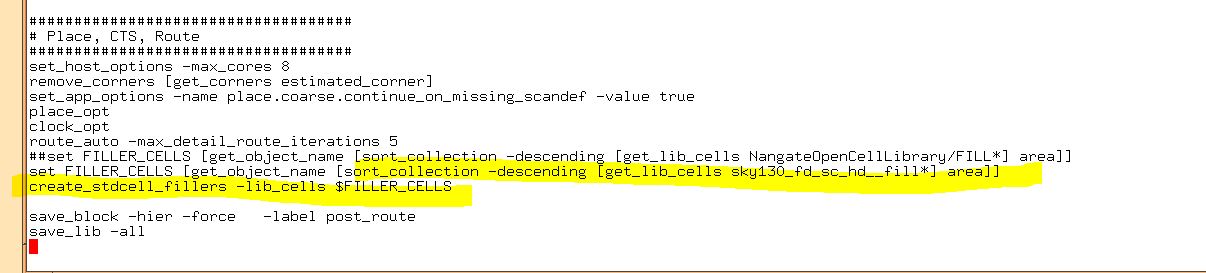 ####################################
# Place, CTS, Route
####################################
set_host_options -max_cores 8
remove_corners [get_corners estimated_corner]
set_app_options -name place.coarse.continue_on_missing_scandef -value true
place_opt
clock_opt
route_auto -max_detail_route_iterations 5
##set FILLER_CELLS [get_object_name [sort_collection -descending [get_lib_cells NangateOpenCellLibrary/FILL*] area]]
set FILLER_CELLS [get_object_name [sort_collection -descending [get_lib_cells sky130_fd_sc_hd__fill*] area]]
create_stdcell_fillers -lib_cells $FILLER_CELLS
save_block -hier -force   -label post_route
save_lib -all